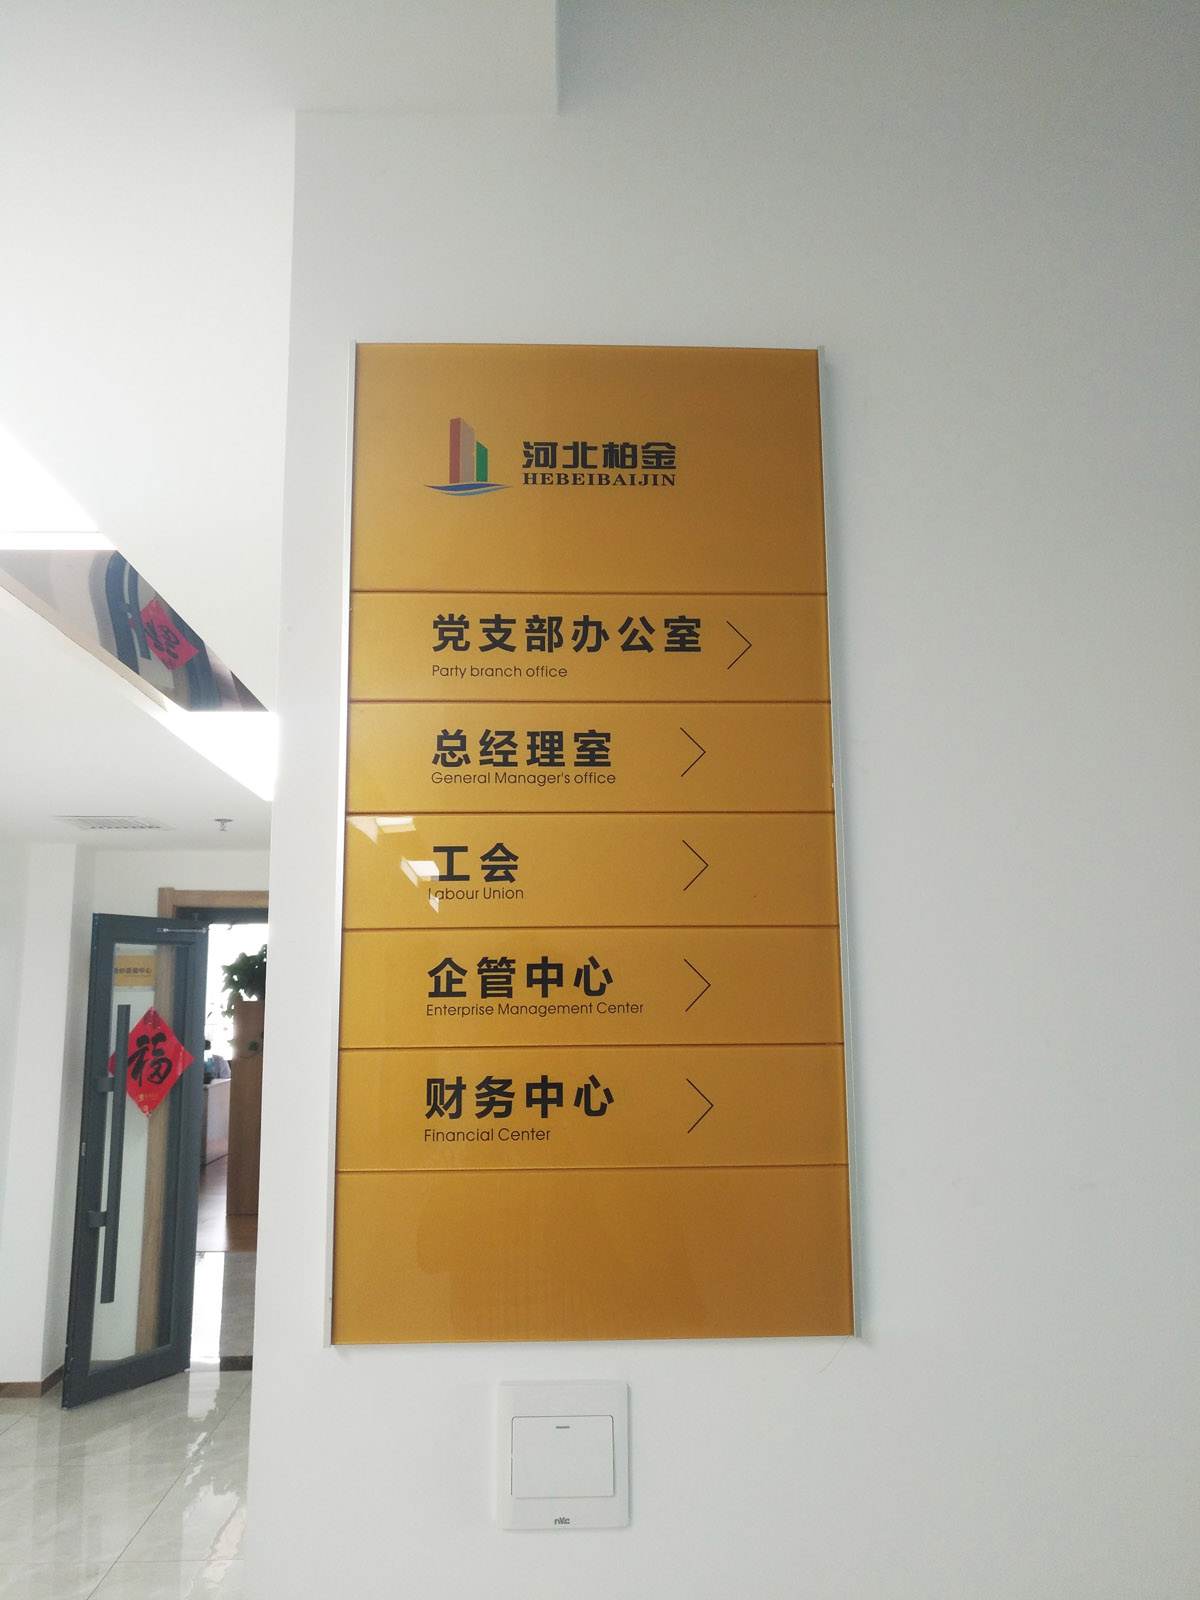 河北柏金
HEBEIBAIJIN
党支部办公室
Party branch office
总经理室
General Manager's office
工会
Labour Union
企管中心
Enterprise Management Center
财务中心
Financial Center
福
福
nvc